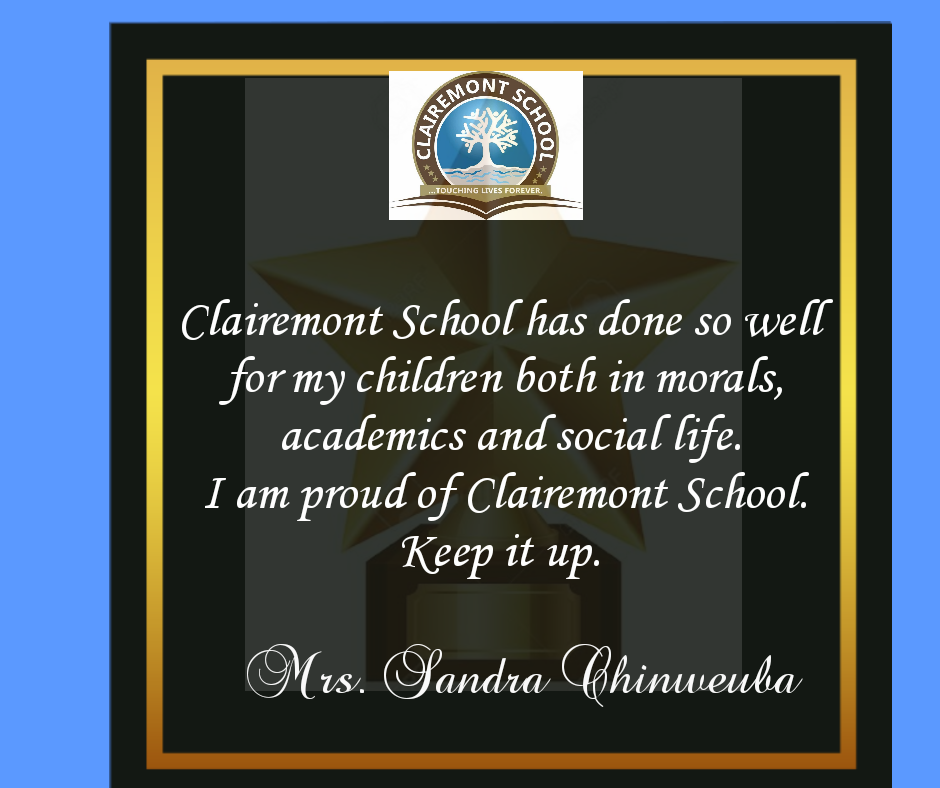 CLAIREMONT SCHOOL
...TOUCHING LIVES FOREVER.
Clairemont School has done so well
for my children both in morals,
academics and social life.
I am proud of Clairemont School.
Keep it up.
Mrs. Sandra Chinweuba